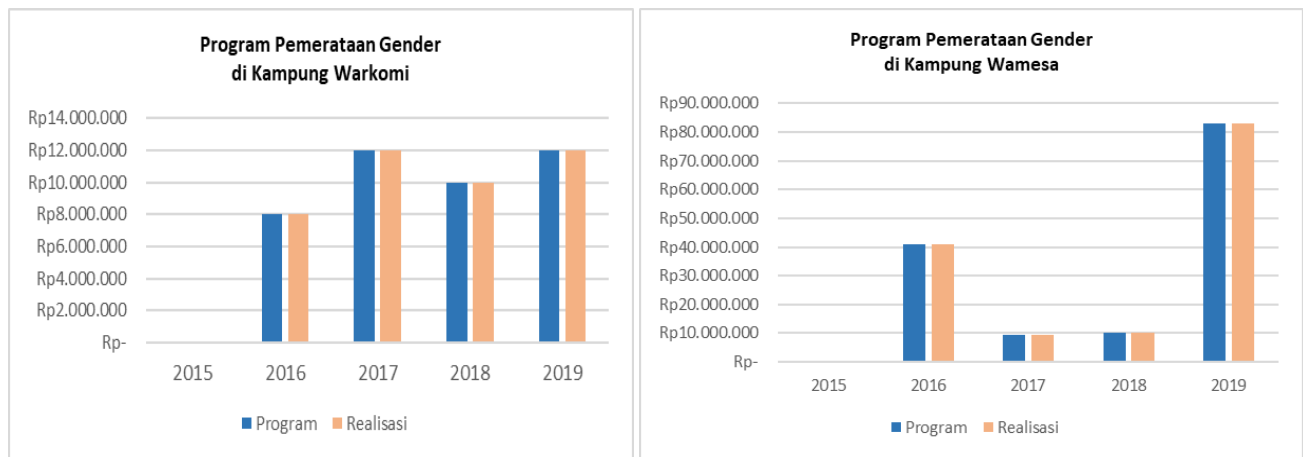 Program Pemerataan Gender
di Kampung Warkomi
Rp14.000.000
Rp12.000.000
Rp10.000.000
Rp8.000.000
Rp6.000.000
Rp4.000.000
Rp2.000.000
Rp-
2015 2016 2017 2018 2019
Program Realisasi
Program Pemerataan Gender
di Kampung Wamesa
Rp90.000.000
Rp80.000.000
Rp70.000.000
Rp60.000.000
Rp50.000.000
Rp40.000.000
Rp30.000.000
Rp20.000.000
Rp10.000.000
Rp-
2015 2016 2017 2018 2019
Program Realisasi